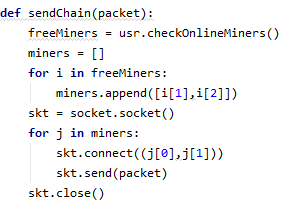 def sendChain(packet):
    freeMiners = usr.checkOnlineMiners()
    miners = []
    for i in freeMiners:
        miners.append([i[1],i[2]])
    skt = socket.socket()
    for j in miners:
        skt.connect((j[0],j[1]))
        skt.send(packet)
    skt.close()